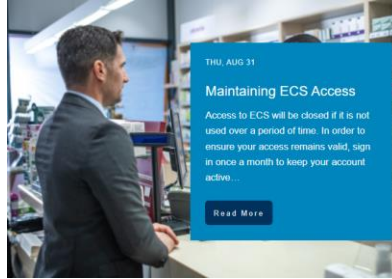 THU, AUG 31
Maintaining ECS Access
Access to ECS will be closed if it is not
used over a period of time. In order to
ensure your access remains valid, sign
in once a month to keep your account
active…
Read More